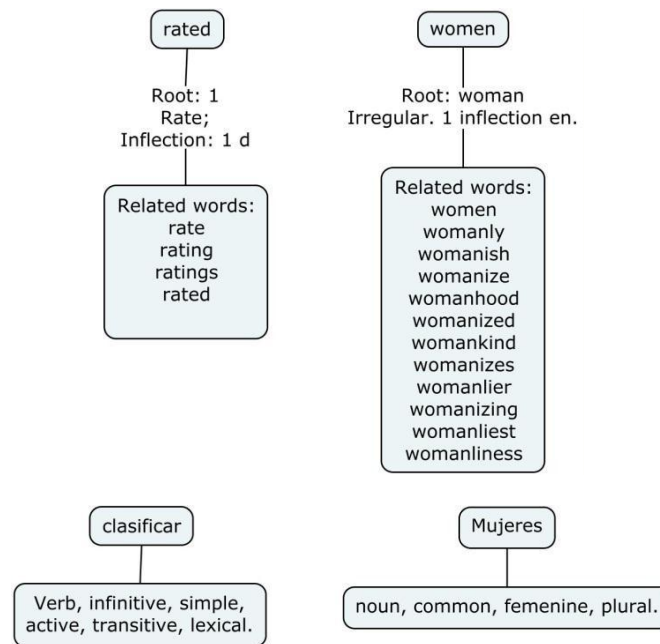 rated
Root: 1
Rate;
Inflection: 1 d
Related words:
rate
rating
ratings
rated
women
Root: woman
Irregular. 1 inflection en.
Related words:
women
womanly
womanish
womanize
womanhood
womanized
womankind
womanizes
womanlier
womanizing
womanliest
womanliness
clasificar
Verb, infinitive, simple,
active, transitive, lexical.
Mujeres
noun, common, femenine, plural.